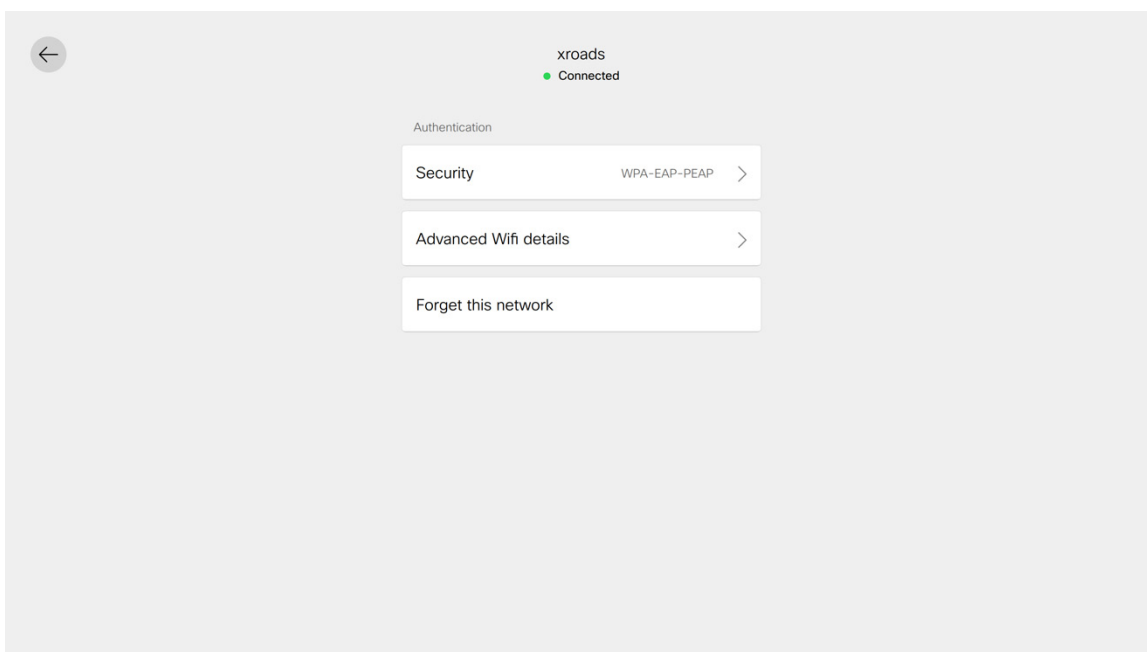 xroads
Connected
Authentication
Security WPA-EAP-PEAP
Advanced Wifi details
Forget this network